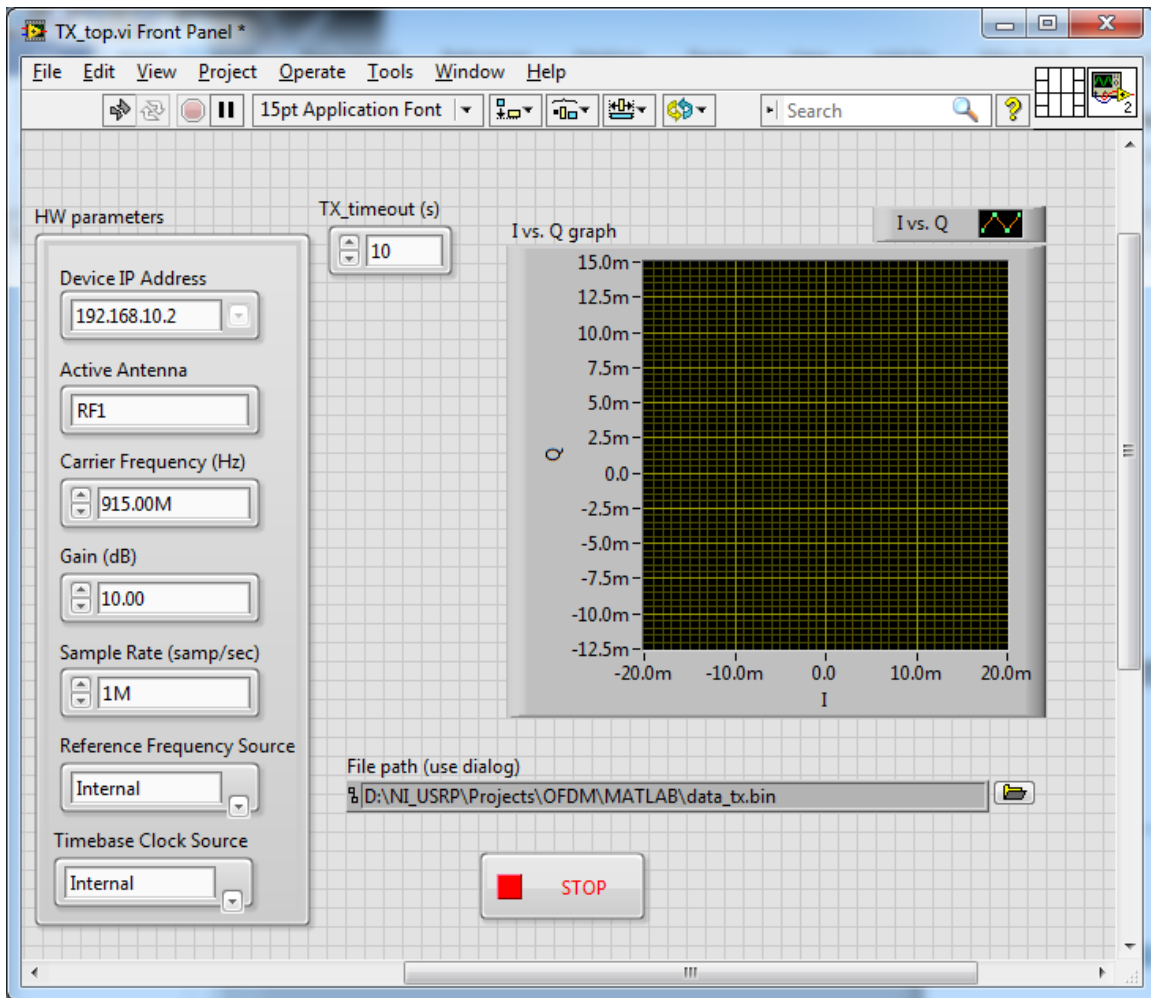 TX_top.vi Front Panel *
File Edit View Project Operate Tools Window Help
15pt Application Font
Search
2
HW parameters
Device IP Address
192.168.10.2
Active Antenna
RF1
Carrier Frequency (Hz)
915.00M
Gain (dB)
10.00
Sample Rate (samp/sec)
1M
Reference Frequency Source
Internal
Timebase Clock Source
Internal
TX_timeout (s)
10
I vs. Q graph
I vs. Q
15.0m
12.5m
10.0m
7.5m
5.0m
2.5m
0.0
-2.5m
-5.0m
-7.5m
-10.0m
-12.5m
Q
-20.0m -10.0m 0.0 10.0m 20.0m
I
File path (use dialog)
D:\NI_USRP\Projects\OFDM\MATLAB\data_tx.bin
STOP